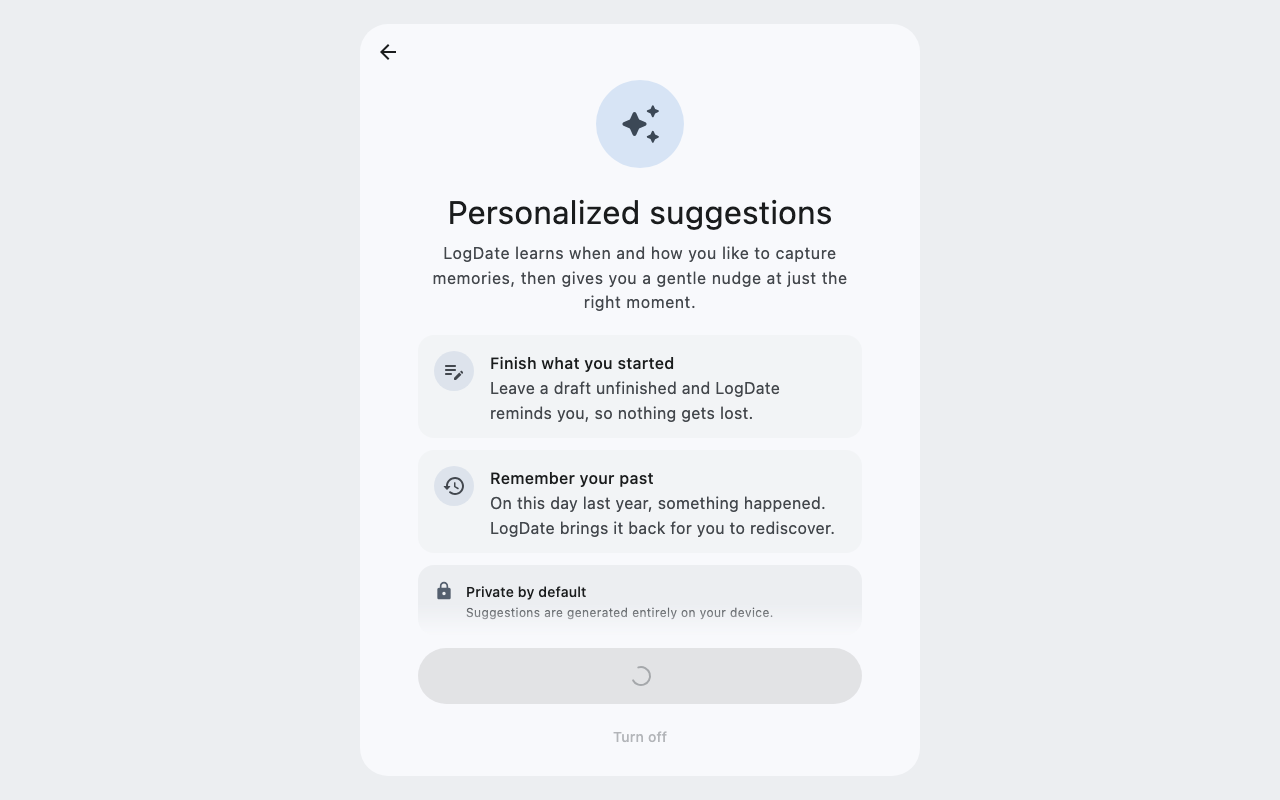 Personalized suggestions
LogDate learns when and how you like to capture
memories, then gives you a gentle nudge at just the
right moment.
Finish what you started
Leave a draft unfinished and LogDate
reminds you, so nothing gets lost.
Remember your past
On this day last year, something happened.
LogDate brings it back for you to rediscover.
Private by default
Suggestions are generated entirely on your device.
Turn off